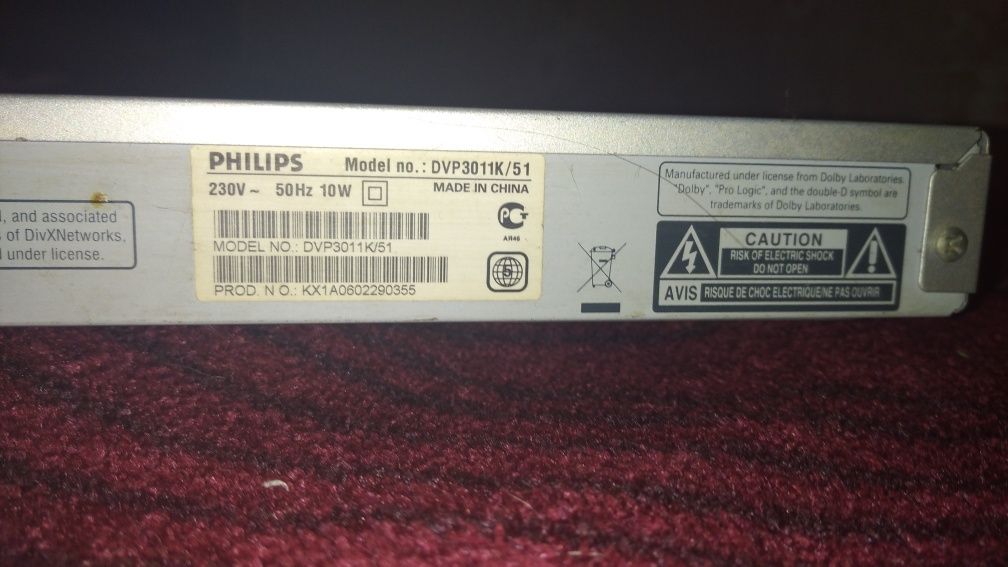 , and associated
of DivXNetworks,
under license.
PHILIPS Model no.: DVP3011K/51
230V~ 50Hz 10W MADE IN CHINA
AR46
MODEL NO.: DVP3011K/51
5
PROD. N O.: KX1A0602290355
Manufactured under license from Dolby Laboratories.
"Dolby", "Pro Logic", and the double-D symbol are
trademarks of Dolby Laboratories.
CAUTION
RISK OF ELECTRIC SHOCK
DO NOT OPEN
AVIS RISQUE DE CHOC ELECTRIQUE/NE PAS OUVRIR